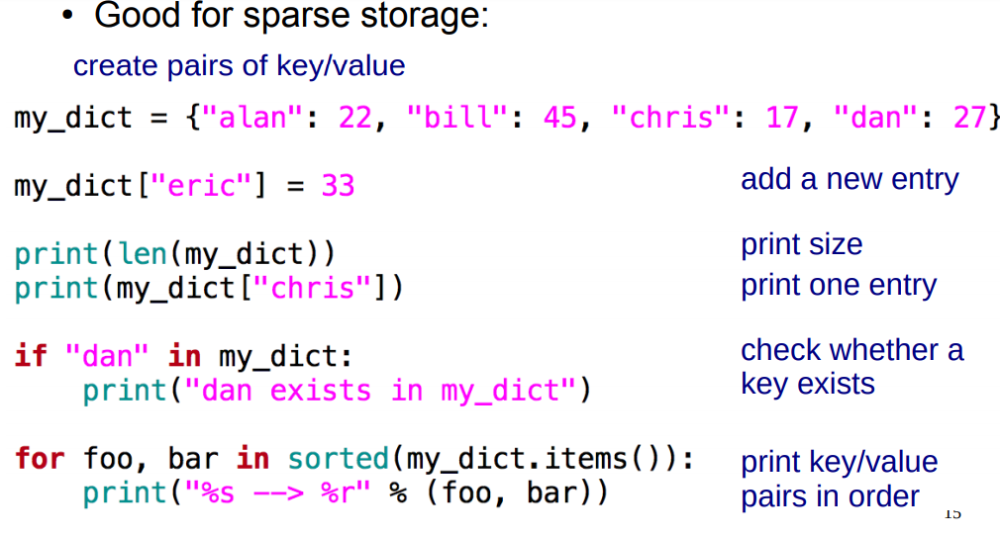 • Good for sparse storage:
create pairs of key/value
my_dict = {"alan": 22, "bill": 45, "chris": 17, "dan": 27}
my_dict["eric"] = 33
add a new entry
print(len(my_dict))
print size
print(my_dict["chris"])
print one entry
if "dan" in my_dict:
    print("dan exists in my_dict")
check whether a
key exists
for foo, bar in sorted(my_dict.items()):
    print("%s --> %r" % (foo, bar))
print key/value
pairs in order
15